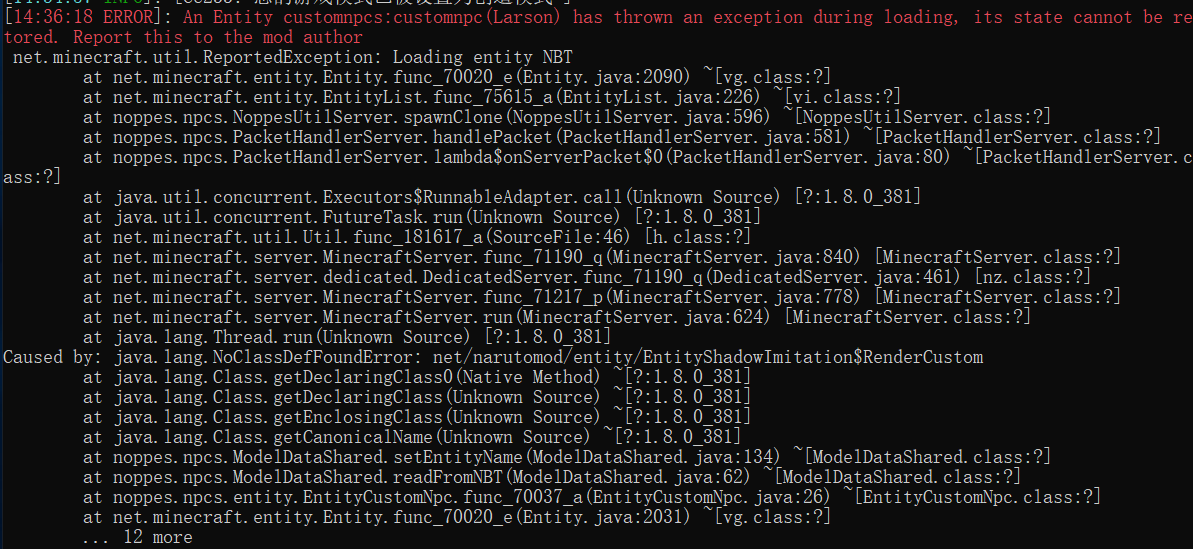 [14:36:18 ERROR]: An Entity customnpcs:customnpc(Larson) has thrown an exception during loading, its state cannot be re
tored. Report this to the mod author
net.minecraft.util.ReportedException: Loading entity NBT
at net.minecraft.entity.Entity.func_70020_e(Entity.java:2090) ~[vg.class:?]
at net.minecraft.entity.EntityList.func_75615_a(EntityList.java:226) ~[vi.class:?]
at noppes.npcs.NoppesUtilServer.spawnClone(NoppesUtilServer.java:596) ~[NoppesUtilServer.class:?]
at noppes.npcs.PacketHandlerServer.handlePacket(PacketHandlerServer.java:581) ~[PacketHandlerServer.class:?]
at noppes.npcs.PacketHandlerServer.lambda$onServerPacket$0(PacketHandlerServer.java:80) ~[PacketHandlerServer.c
ass:?]
at java.util.concurrent.Executors$RunnableAdapter.call(Unknown Source) [?:1.8.0_381]
at java.util.concurrent.FutureTask.run(Unknown Source) [?:1.8.0_381]
at net.minecraft.util.Util.func_181617_a(SourceFile:46) [h.class:?]
at net.minecraft.server.MinecraftServer.func_71190_q(MinecraftServer.java:840) [MinecraftServer.class:?]
at net.minecraft.server.dedicated.DedicatedServer.func_71190_q(DedicatedServer.java:461) [nz.class:?]
at net.minecraft.server.MinecraftServer.func_71217_p(MinecraftServer.java:778) [MinecraftServer.class:?]
at net.minecraft.server.MinecraftServer.run(MinecraftServer.java:624) [MinecraftServer.class:?]
at java.lang.Thread.run(Unknown Source) [?:1.8.0_381]
Caused by: java.lang.NoClassDefFoundError: net/narutomod/entity/EntityShadowImitation$RenderCustom
at java.lang.Class.getDeclaringClass0(Native Method) ~[?:1.8.0_381]
at java.lang.Class.getDeclaringClass(Unknown Source) ~[?:1.8.0_381]
at java.lang.Class.getEnclosingClass(Unknown Source) ~[?:1.8.0_381]
at java.lang.Class.getCanonicalName(Unknown Source) ~[?:1.8.0_381]
at noppes.npcs.ModelDataShared.setEntityName(ModelDataShared.java:134) ~[ModelDataShared.class:?]
at noppes.npcs.ModelDataShared.readFromNBT(ModelDataShared.java:62) ~[ModelDataShared.class:?]
at noppes.npcs.entity.EntityCustomNpc.func_70037_a(EntityCustomNpc.java:26) ~[EntityCustomNpc.class:?]
at net.minecraft.entity.Entity.func_70020_e(Entity.java:2031) ~[vg.class:?]
... 12 more